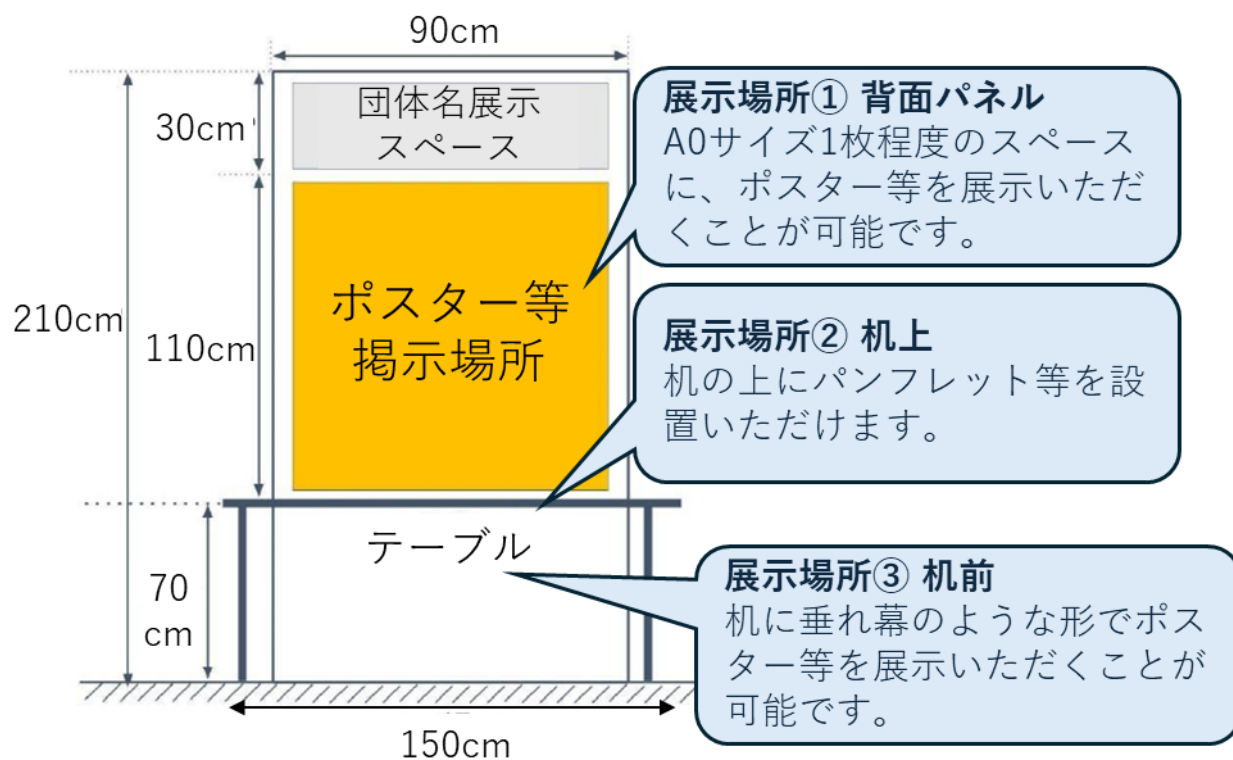 90cm
団体名展示
スペース
30cm
ポスター等
掲示場所
110cm
210cm
テーブル
70
cm
150cm
展示場所① 背面パネル
A0サイズ1枚程度のスペース
に、ポスター等を展示いただ
くことが可能です。
展示場所② 机上
机の上にパンフレット等を設
置いただけます。
展示場所③ 机前
机に垂れ幕のような形でポス
ター等を展示いただくことが
可能です。